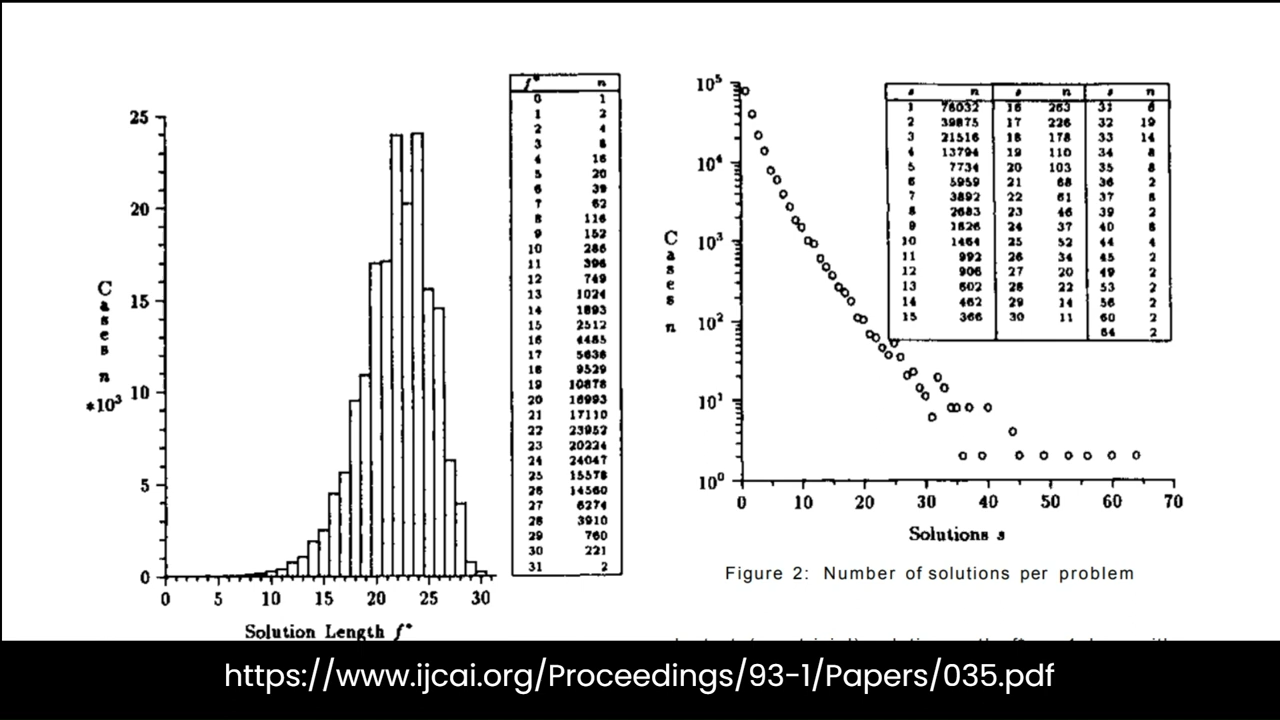 25
20
15
10
5
0
Cases n
*10³
0 5 10 15 20 25 30
Solution Length f*
f* n
0 1
1 2
2 4
3 8
4 16
5 20
6 39
7 62
8 116
9 152
10 286
11 396
12 749
13 1024
14 1893
15 2512
16 4485
17 5638
18 9529
19 10878
20 16993
21 17110
22 23952
23 20224
24 24047
25 15578
26 14560
27 6274
28 3910
29 760
30 221
31 2
10⁵
10⁴
10³
10²
10¹
10⁰
Cases n
0 10 20 30 40 50 60 70
Solutions s
s n s n s n
1 78032 16 263 31 6
2 39875 17 226 32 19
3 21516 18 178 33 14
4 13794 19 110 34 8
5 7734 20 103 35 8
6 5959 21 68 36 2
7 3892 22 61 37 8
8 2683 23 46 39 2
9 1826 24 37 40 8
10 1464 25 52 44 4
11 992 26 34 45 2
12 906 27 20 49 2
13 602 28 22 53 2
14 462 29 14 56 2
15 366 30 11 60 2
64 2
Figure 2: Number of solutions per problem
https://www.ijcai.org/Proceedings/93-1/Papers/035.pdf